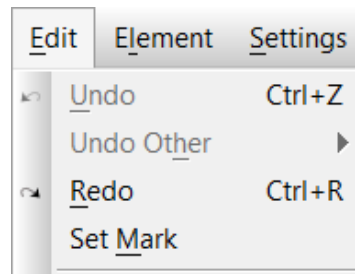 Edit Element Settings
Undo Ctrl+Z
Undo Other
Redo Ctrl+R
Set Mark